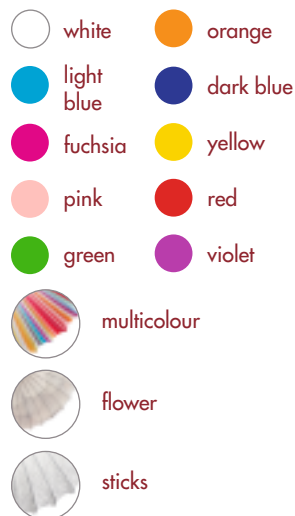 white
orange
light
blue
dark blue
fuchsia
yellow
pink
red
green
violet
multicolour
flower
sticks